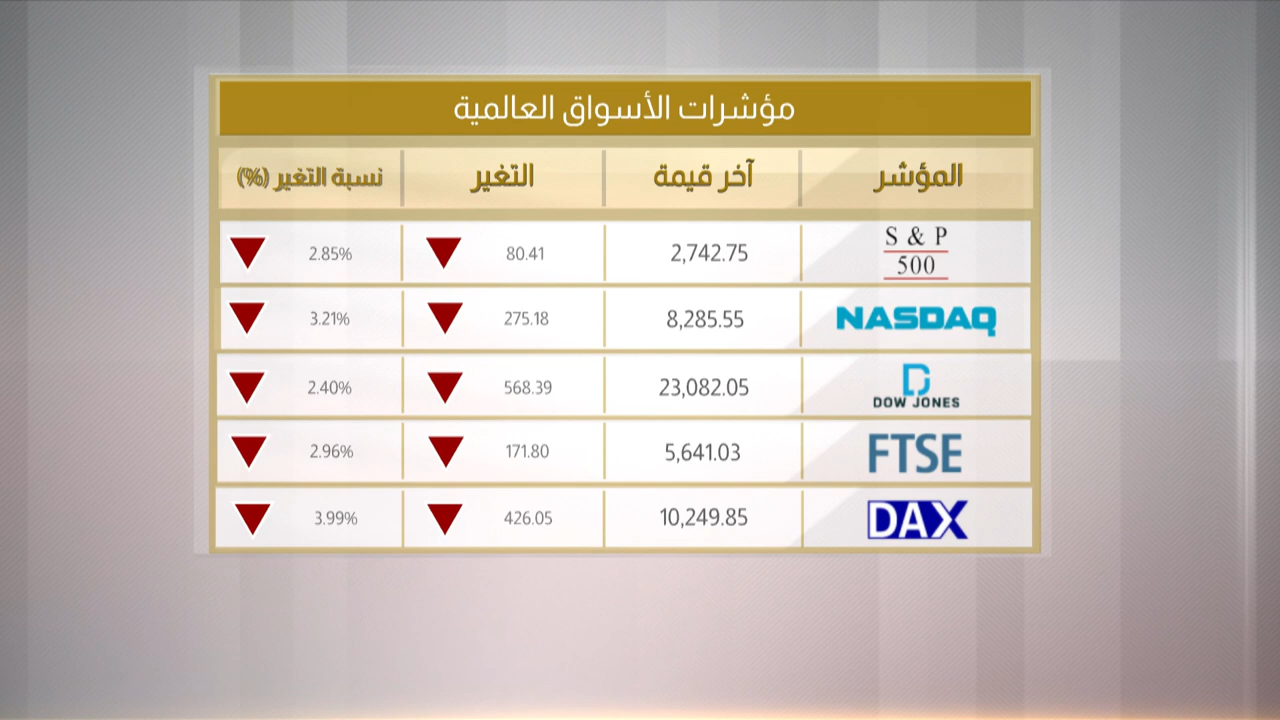 مؤشرات الأسواق العالمية
المؤشر آخر قيمة التغير نسبة التغير (%)
S & P
500 2,742.75 80.41 2.85%
NASDAQ 8,285.55 275.18 3.21%
DOW JONES 23,082.05 568.39 2.40%
FTSE 5,641.03 171.80 2.96%
DAX 10,249.85 426.05 3.99%